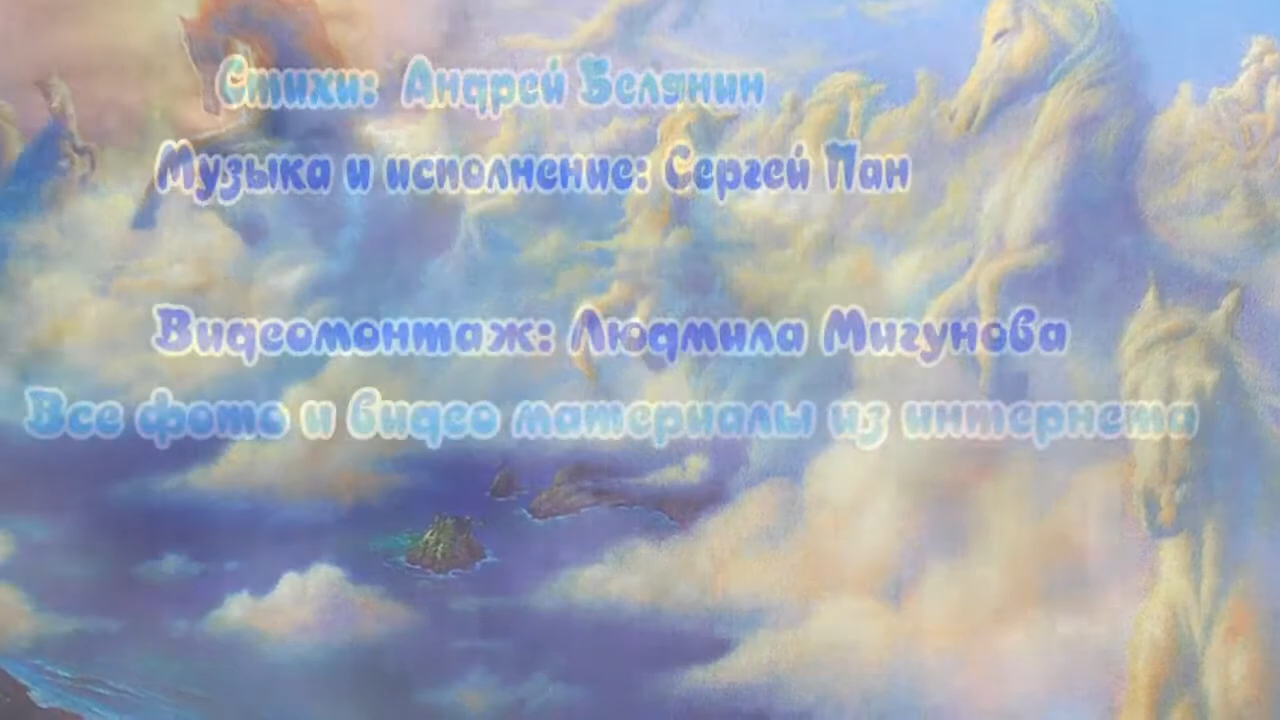 Стихи: Андрей Белянин
Музыка и исполнение: Сергей Пан
Видеомонтаж: Людмила Мигунова
Все фото и видео материалы из интернета